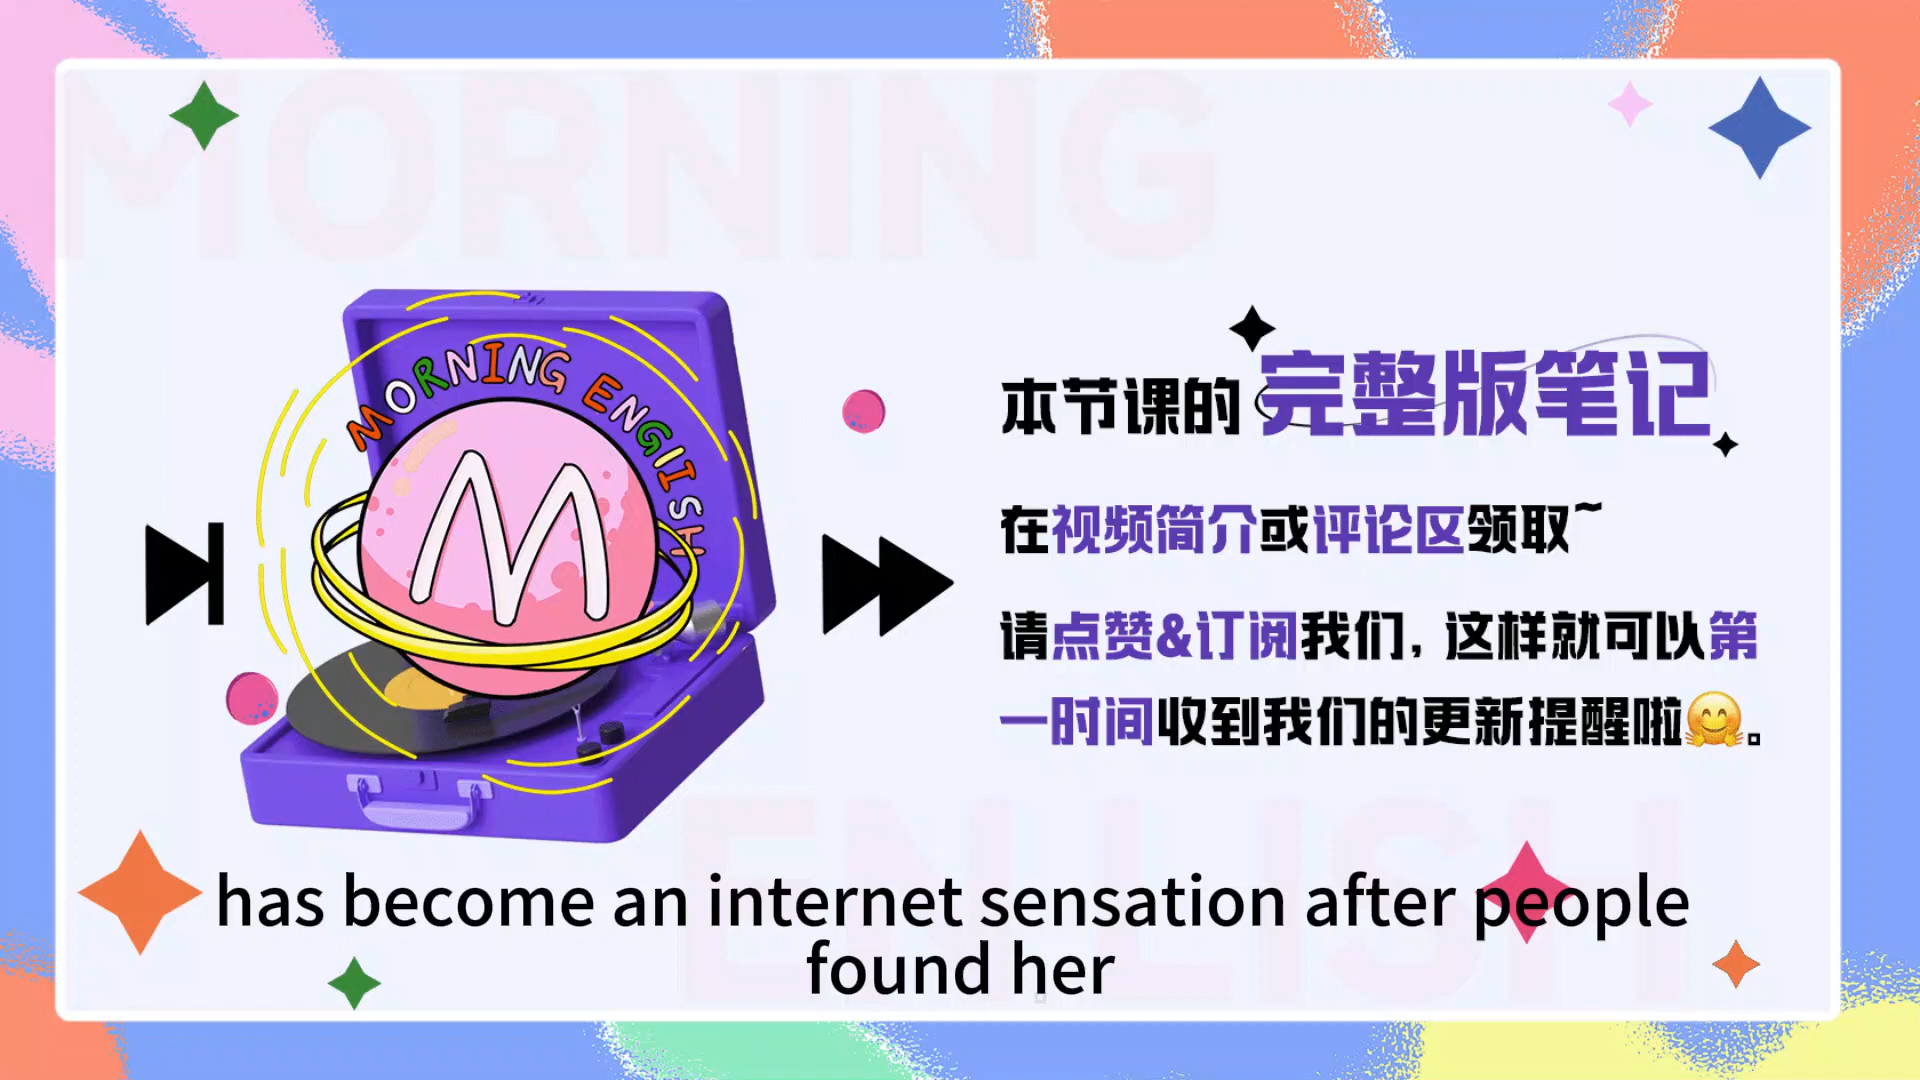 MORNING
MORNING ENGLISH
M
本节课的完整版笔记
在视频简介或评论区领取~
请点赞&订阅我们，这样就可以第
一时间收到我们的更新提醒啦🤗。
ENGLISH
has become an internet sensation after people
found her